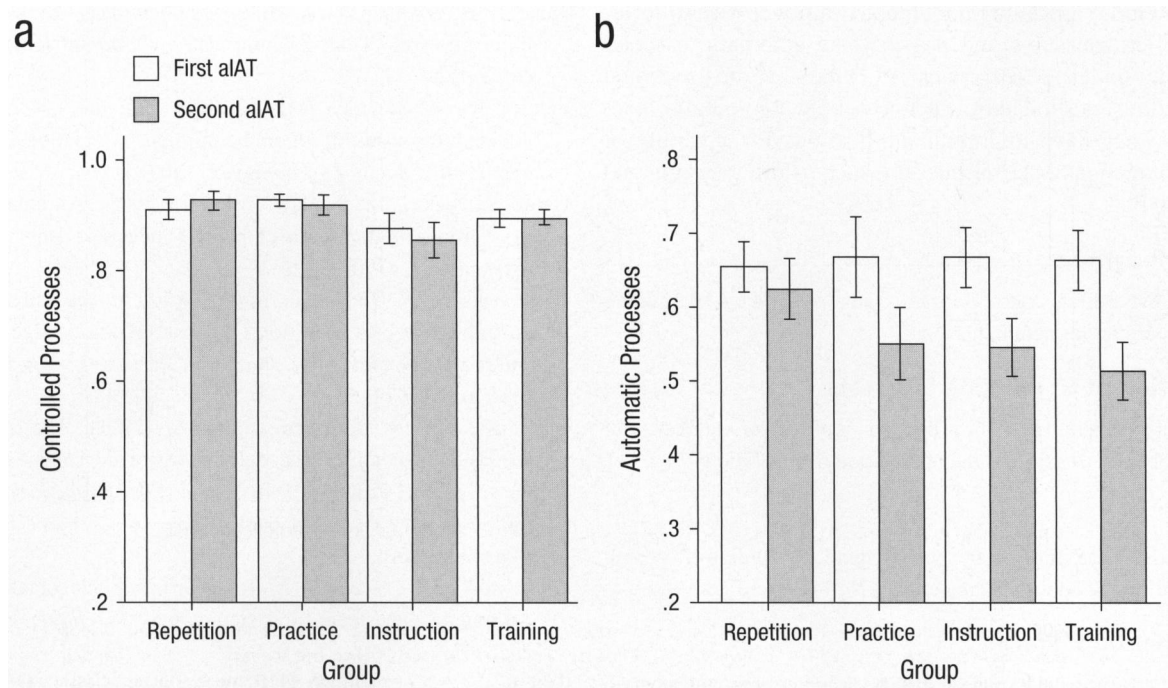 a
First aIAT
Second aIAT
Controlled Processes
1.0
.8
.6
.4
.2
Repetition Practice Instruction Training
Group
b
Automatic Processes
.8
.7
.6
.5
.4
.3
.2
Repetition Practice Instruction Training
Group